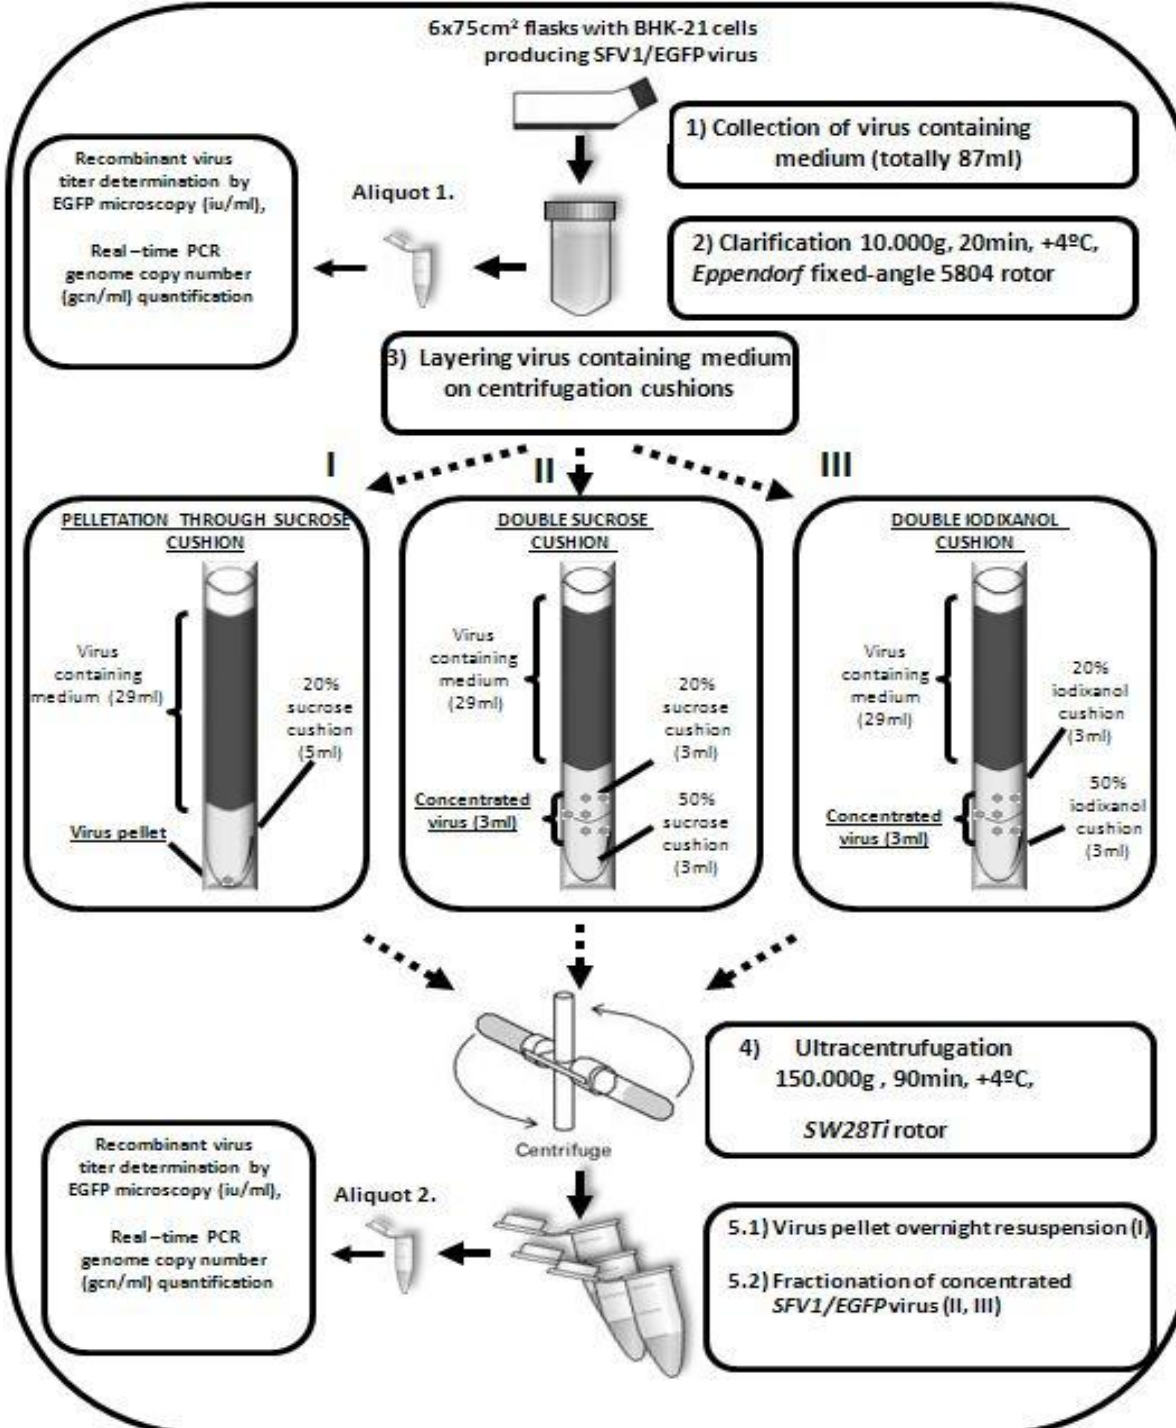 6x75cm² flasks with BHK-21 cells
producing SFV1/EGFP virus
1) Collection of virus containing
medium (totally 87ml)
Recombinant virus
titer determination by
EGFP microscopy (iu/ml),
Real–time PCR
genome copy number
(gcn/ml) quantification
Aliquot 1.
2) Clarification 10.000g, 20min, +4ºC,
Eppendorf fixed-angle 5804 rotor
3) Layering virus containing medium
on centrifugation cushions
I
II
III
PELLETATION THROUGH SUCROSE
CUSHION
Virus
containing
medium (29ml)
20%
sucrose
cushion
(5ml)
Virus pellet
DOUBLE SUCROSE
CUSHION
Virus
containing
medium
(29ml)
20%
sucrose
cushion
(3ml)
Concentrated
virus (3ml)
50%
sucrose
cushion
(3ml)
DOUBLE IODIXANOL
CUSHION
Virus
containing
medium
(29ml)
20%
iodixanol
cushion
(3ml)
Concentrated
virus (3ml)
50%
iodixanol
cushion
(3ml)
4) Ultracentrufugation
150.000g , 90min, +4ºC,
SW28Ti rotor
Centrifuge
Recombinant virus
titer determination by
EGFP microscopy (iu/ml),
Real–time PCR
genome copy number
(gcn/ml) quantification
Aliquot 2.
5.1) Virus pellet overnight resuspension (I)
5.2) Fractionation of concentrated
SFV1/EGFP virus (II, III)